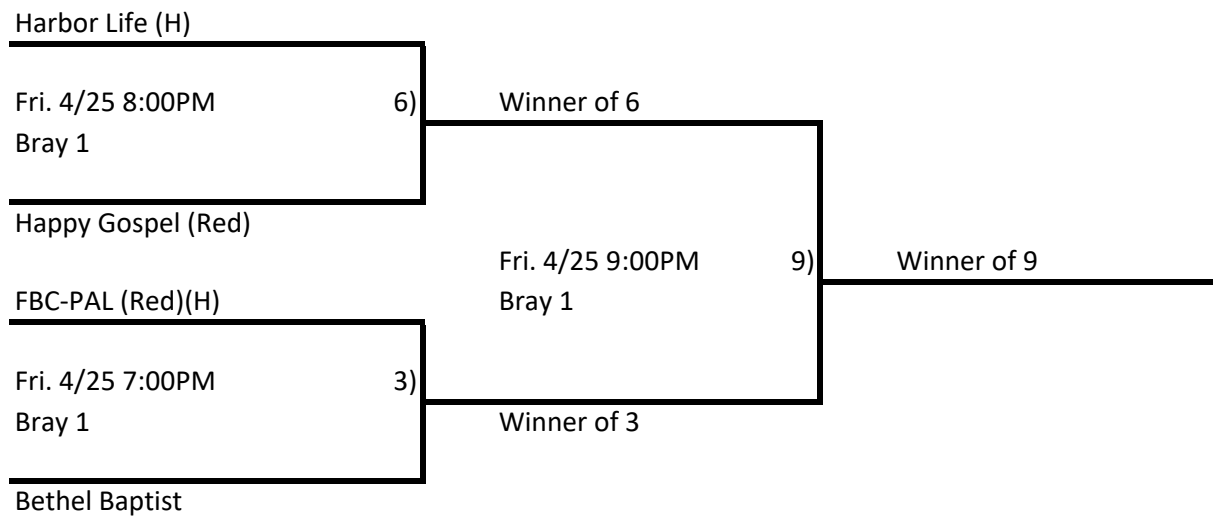 Harbor Life (H)
Fri. 4/25 8:00PM 6) Winner of 6
Bray 1
Happy Gospel (Red)
Fri. 4/25 9:00PM 9) Winner of 9
FBC-PAL (Red)(H) Bray 1
Fri. 4/25 7:00PM 3)
Bray 1 Winner of 3
Bethel Baptist